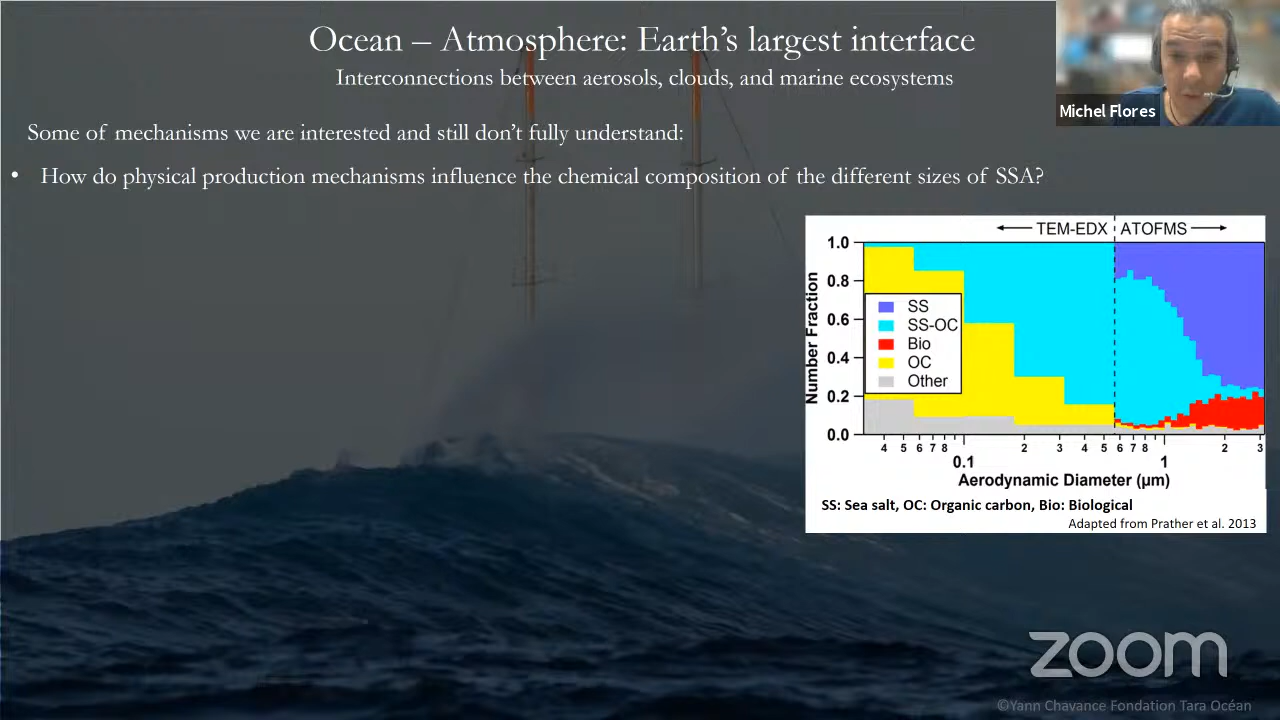 Ocean – Atmosphere: Earth's largest interface
Interconnections between aerosols, clouds, and marine ecosystems
Michel Flores
Some of mechanisms we are interested and still don't fully understand:
• How do physical production mechanisms influence the chemical composition of the different sizes of SSA?
TEM-EDX ATOFMS
1.0
0.8
0.6
0.4
0.2
0.0
Number Fraction
SS
SS-OC
Bio
OC
Other
4 5 6 7 8 2 3 4 5 6 7 8 2 3
0.1 1
Aerodynamic Diameter (µm)
SS: Sea salt, OC: Organic carbon, Bio: Biological
Adapted from Prather et al. 2013
zoom
©Yann Chavance Fondation Tara Océan